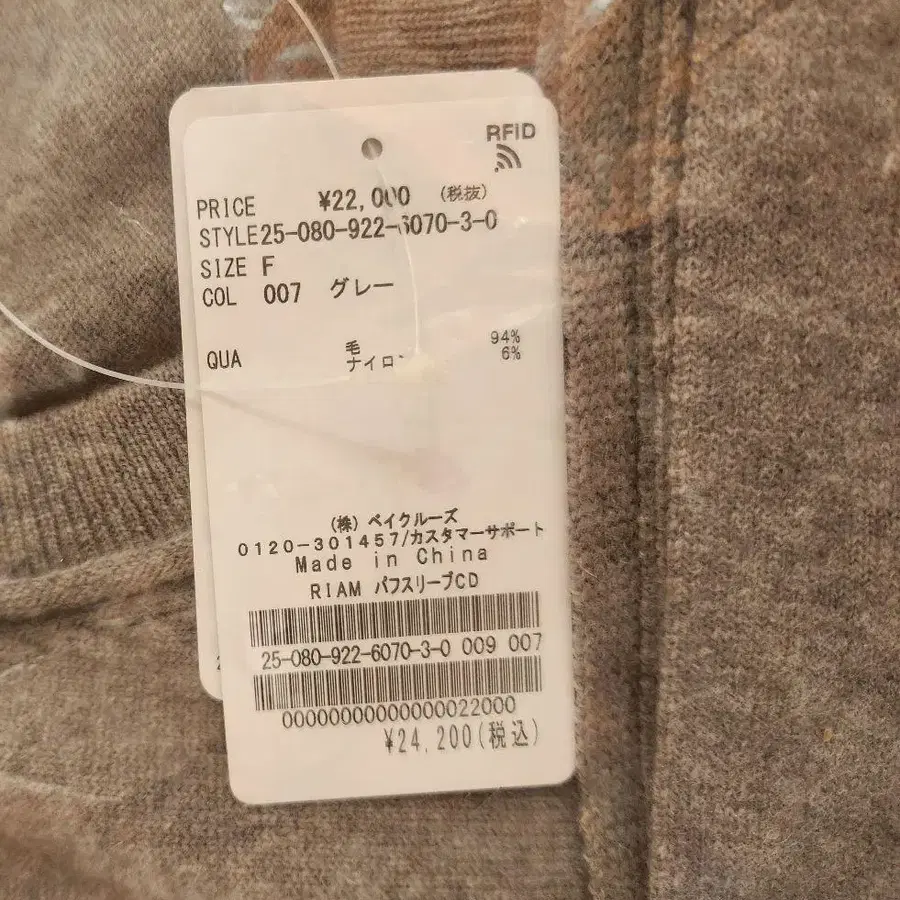 RFID
PRICE ¥22,000 (税抜)
STYLE25-080-922-6070-3-0
SIZE F
COL 007 グレー
QUA 毛 94%
ナイロン 6%
(株) ベイクルーズ
0120-301457/カスタマーサポート
Made in China
RIAM パフスリーブCD
25-080-922-6070-3-0 009 007
00000000000000022000
¥24,200(税込)